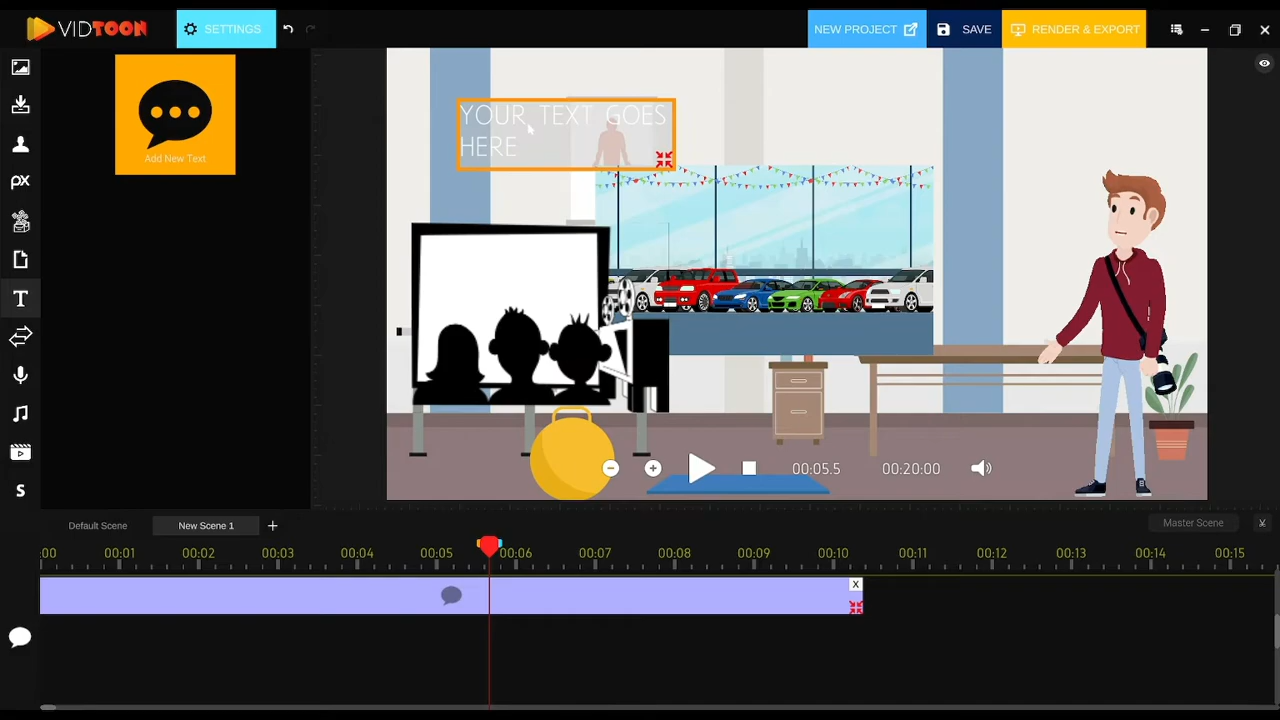 VIDTOON
SETTINGS
NEW PROJECT
SAVE
RENDER & EXPORT
Add New Text
YOUR TEXT GOES
HERE
px
T
S
00:05.5
00:20:00
Default Scene
New Scene 1
+
Master Scene
:00 00:01 00:02 00:03 00:04 00:05 00:06 00:07 00:08 00:09 00:10 00:11 00:12 00:13 00:14 00:15
X